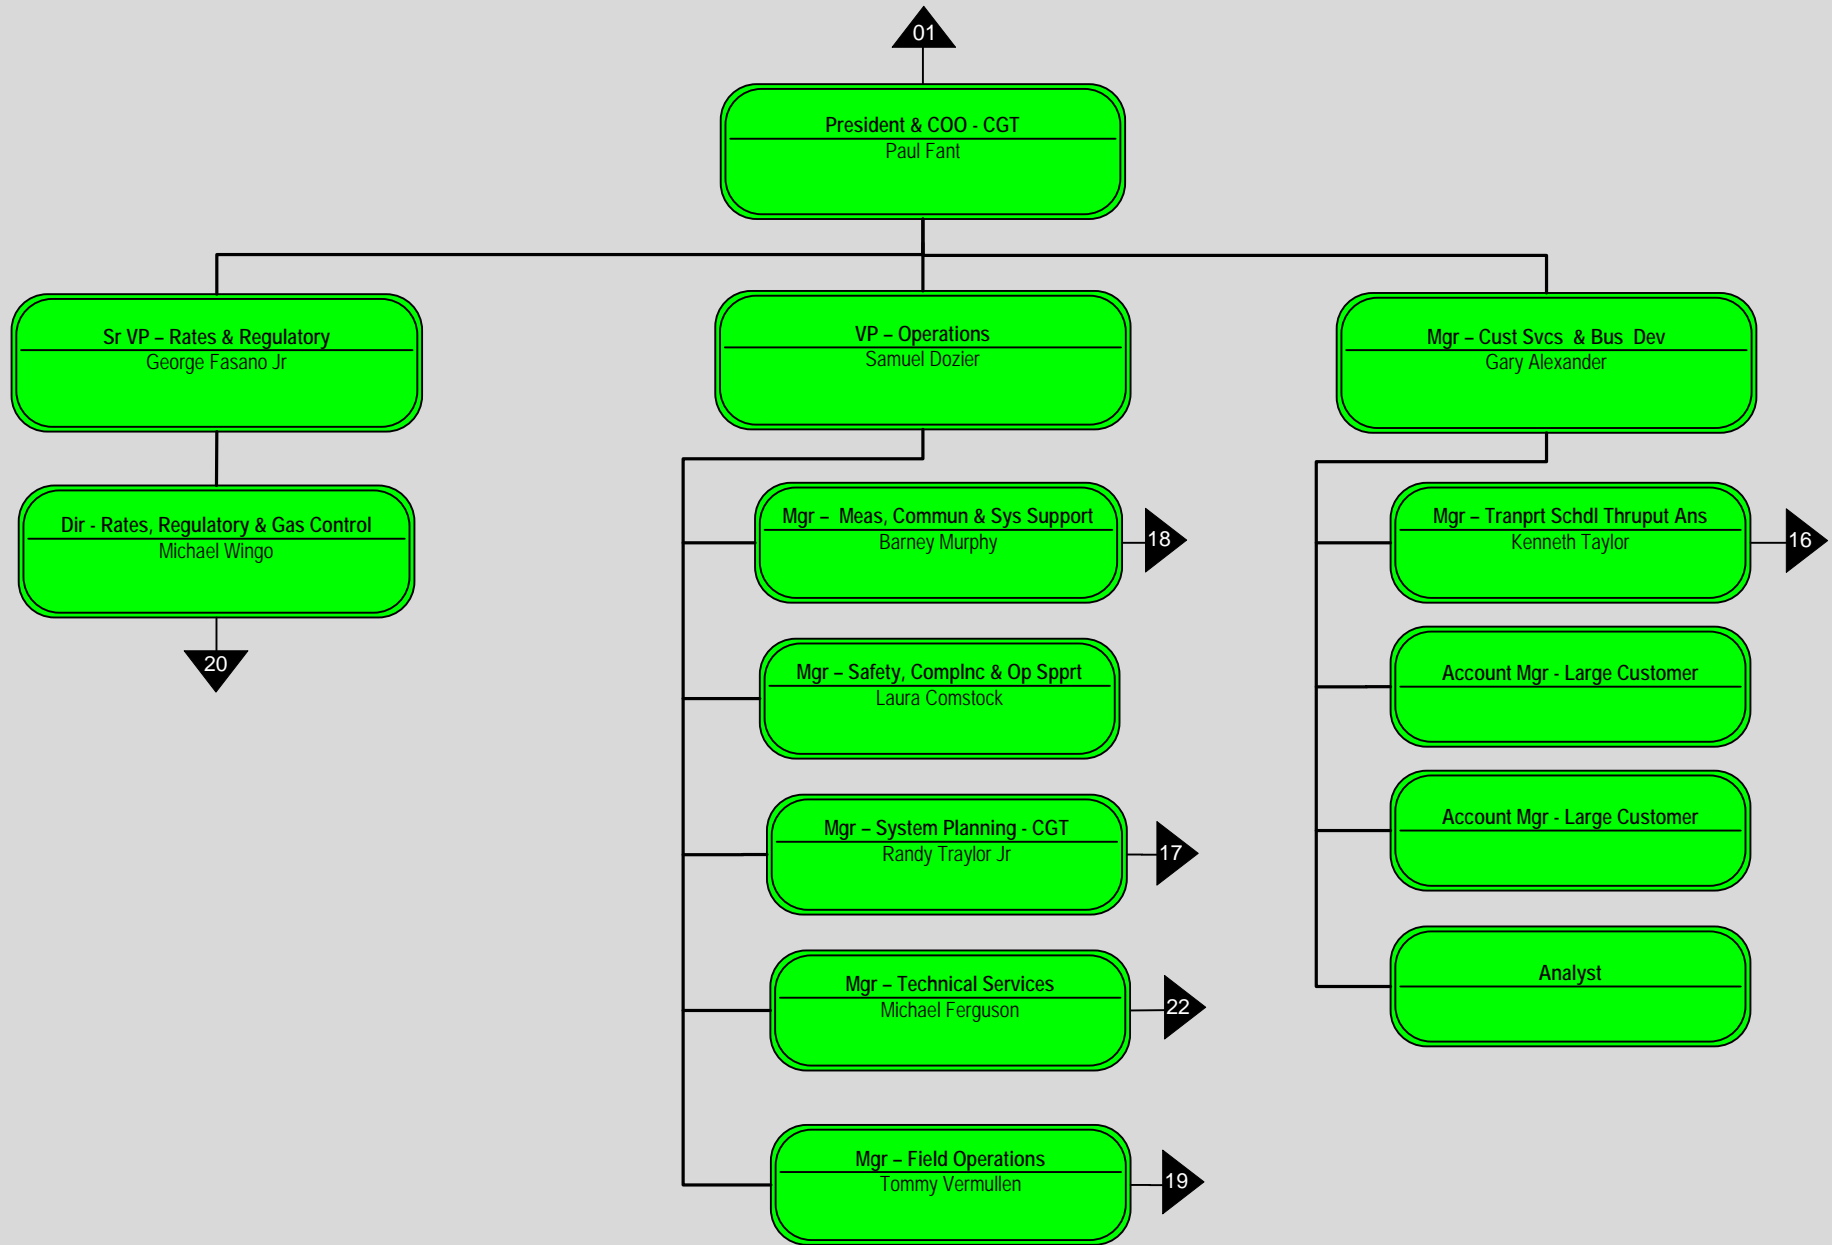 01
President & COO - CGT
Paul Fant
Sr VP – Rates & Regulatory
George Fasano Jr
VP – Operations
Samuel Dozier
Mgr – Cust Svcs & Bus Dev
Gary Alexander
Dir - Rates, Regulatory & Gas Control
Michael Wingo
20
Mgr – Meas, Commun & Sys Support
Barney Murphy
18
Mgr – Safety, Complnc & Op Spprt
Laura Comstock
Mgr – System Planning - CGT
Randy Traylor Jr
17
Mgr – Technical Services
Michael Ferguson
22
Mgr – Field Operations
Tommy Vermullen
19
Mgr – Tranprt Schdl Thruput Ans
Kenneth Taylor
16
Account Mgr - Large Customer
Account Mgr - Large Customer
Analyst